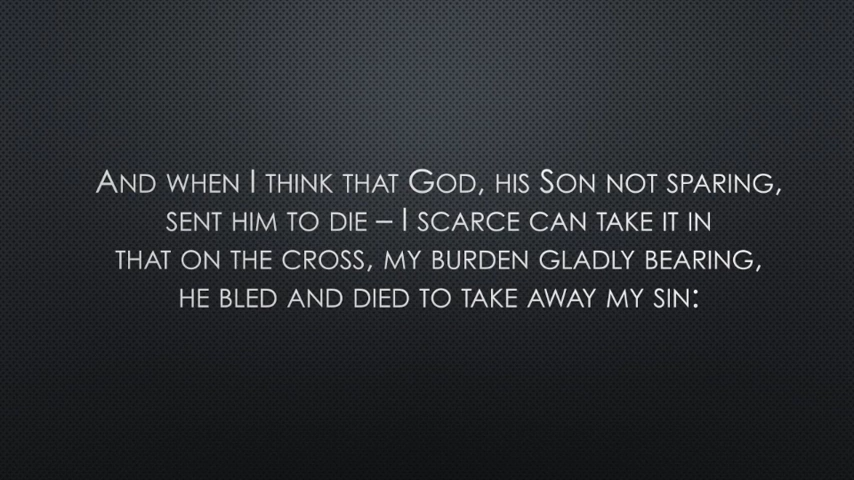 And when I think that God, his Son not sparing,
sent him to die – I scarce can take it in
that on the cross, my burden gladly bearing,
he bled and died to take away my sin: